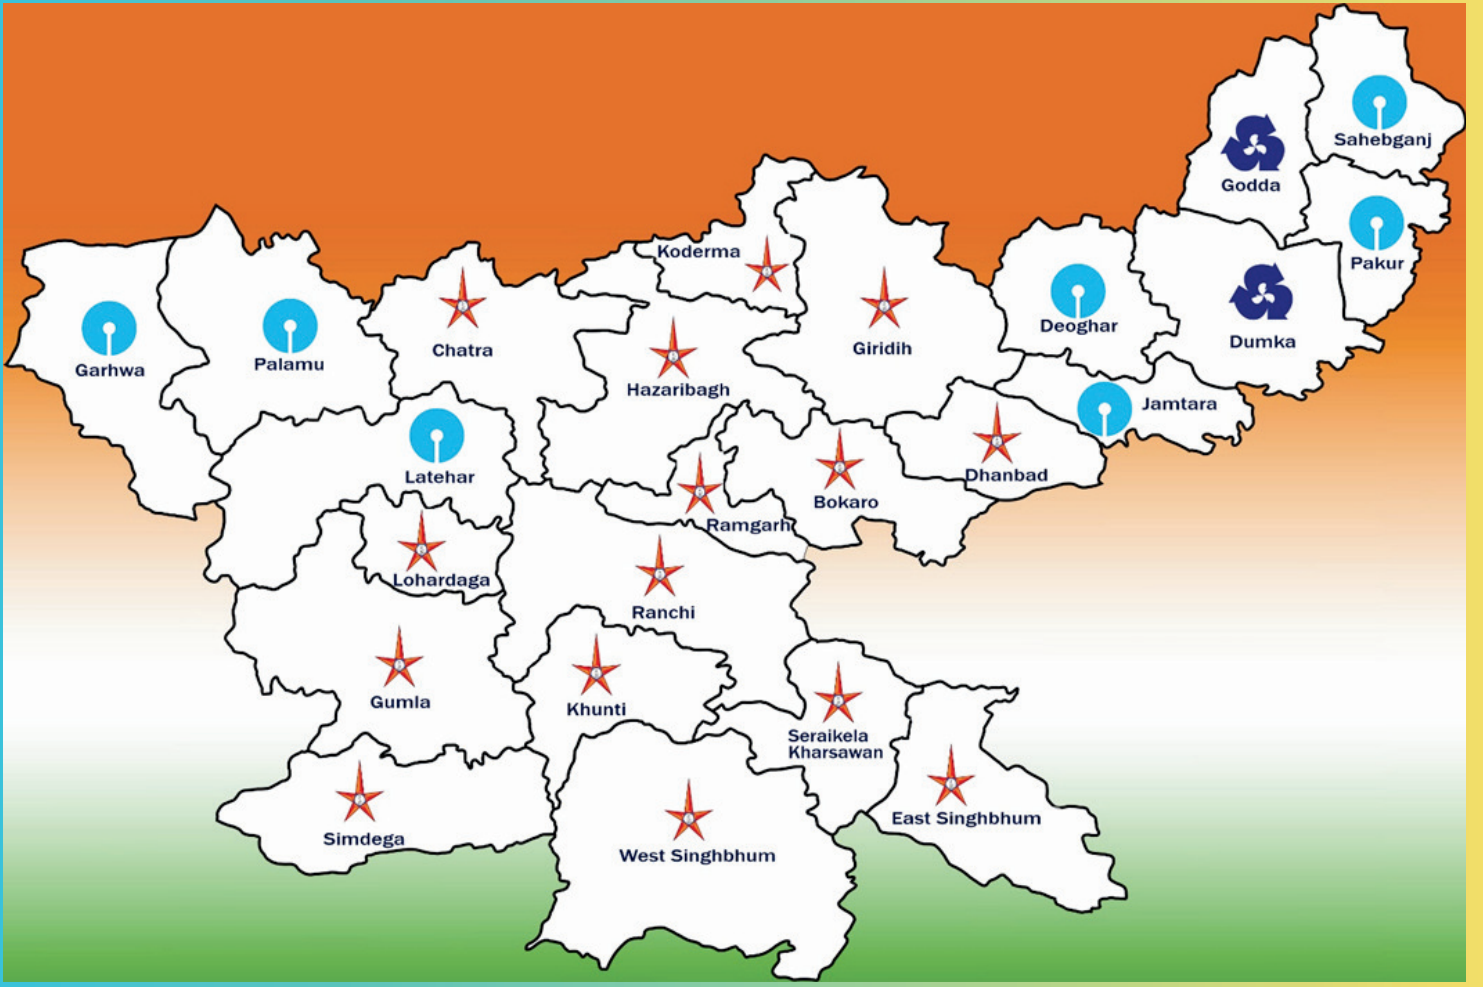 Sahebganj
Godda
Koderma
Pakur
Deoghar
Dumka
Chatra
Giridih
Garhwa
Palamu
Hazaribagh
Jamtara
Latehar
Dhanbad
Bokaro
Ramgarh
Lohardaga
Ranchi
Gumla
Khunti
Seraikela
Kharsawan
East Singhbhum
Simdega
West Singhbhum